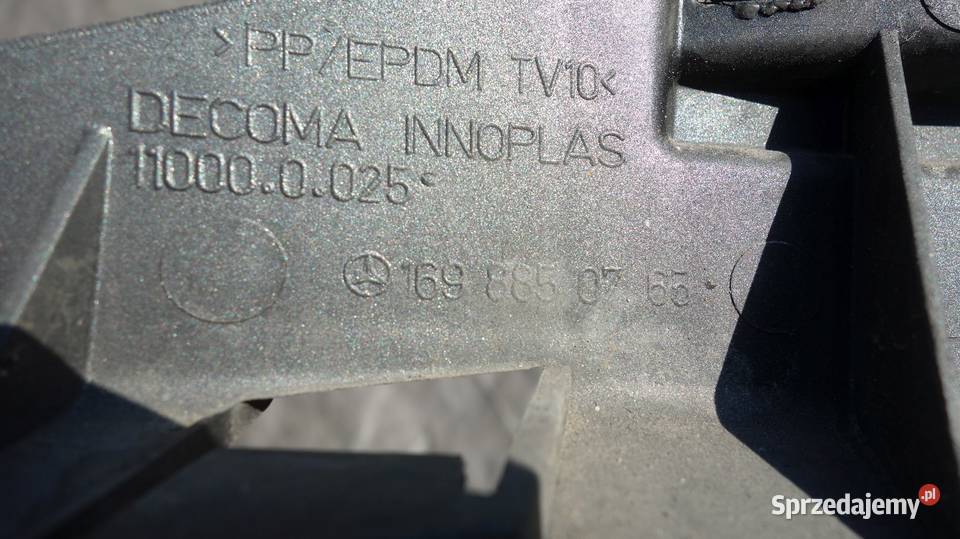 >PP/EPDM TV10<
DECOMA INNOPLAS
11000.0.025
169 885 07 65
Sprzedajemy.pl